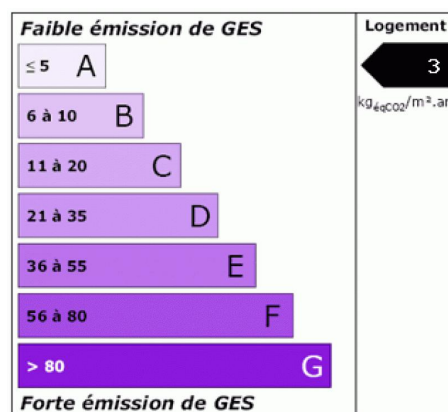 Faible émission de GES
Logement
≤ 5 A
3
kgéqCO2/m².an
6 à 10 B
11 à 20 C
21 à 35 D
36 à 55 E
56 à 80 F
> 80 G
Forte émission de GES